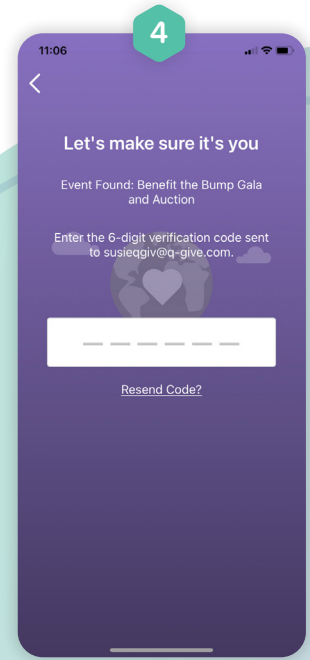 4
11:06
Let's make sure it's you
Event Found: Benefit the Bump Gala
and Auction
Enter the 6-digit verification code sent
to susieqgiv@q-give.com.
Resend Code?